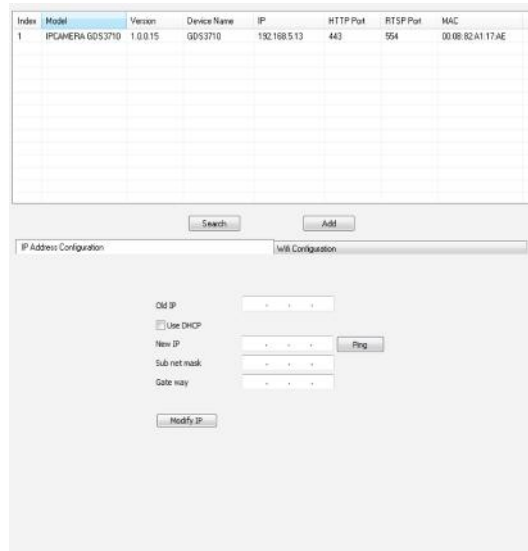 Index Model Version Device Name IP HTTP Port RTSP Port MAC
1 IPCAMERA GDS3710 1.0.0.15 GDS3710 192.168.5.13 443 554 00:0B:82:A1:17:AE
Search Add
IP Address Configuration Wifi Configuration
Old IP
Use DHCP
New IP Ping
Sub net mask
Gate way
Modify IP